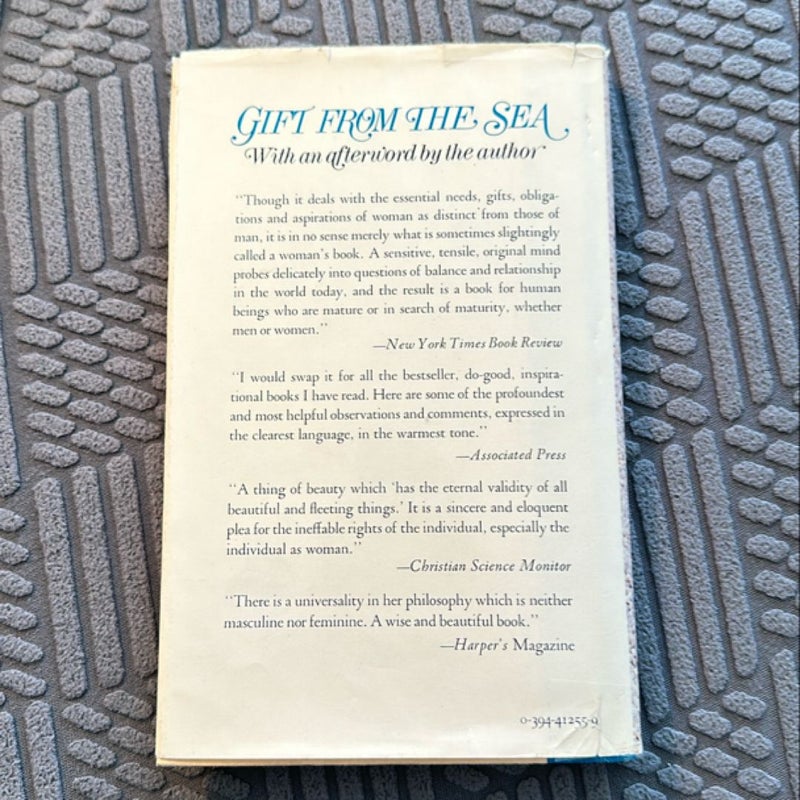 GIFT FROM THE SEA
With an afterword by the author
"Though it deals with the essential needs, gifts, obliga-
tions and aspirations of woman as distinct from those of
man, it is in no sense merely what is sometimes slightingly
called a woman's book. A sensitive, tensile, original mind
probes delicately into questions of balance and relationship
in the world today, and the result is a book for human
beings who are mature or in search of maturity, whether
men or women."
—New York Times Book Review
"I would swap it for all the bestseller, do-good, inspira-
tional books I have read. Here are some of the profoundest
and most helpful observations and comments, expressed in
the clearest language, in the warmest tone."
—Associated Press
"A thing of beauty which 'has the eternal validity of all
beautiful and fleeting things.' It is a sincere and eloquent
plea for the ineffable rights of the individual, especially the
individual as woman."
—Christian Science Monitor
"There is a universality in her philosophy which is neither
masculine nor feminine. A wise and beautiful book."
—Harper's Magazine
0-394-41255-9